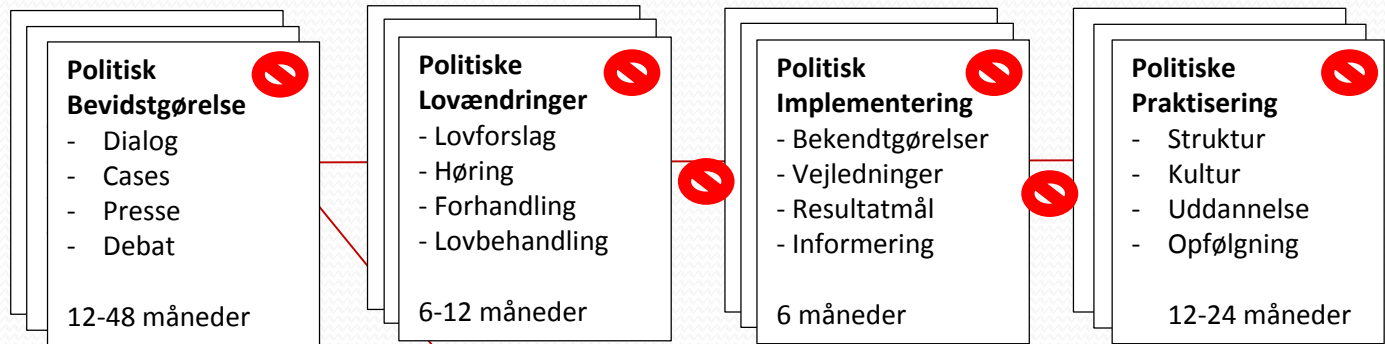 Politisk
Bevidstgørelse
- Dialog
- Cases
- Presse
- Debat
12-48 måneder
Politiske
Lovændringer
- Lovforslag
- Høring
- Forhandling
- Lovbehandling
6-12 måneder
Politisk
Implementering
- Bekendtgørelser
- Vejledninger
- Resultatmål
- Informering
6 måneder
Politiske
Praktisering
- Struktur
- Kultur
- Uddannelse
- Opfølgning
12-24 måneder